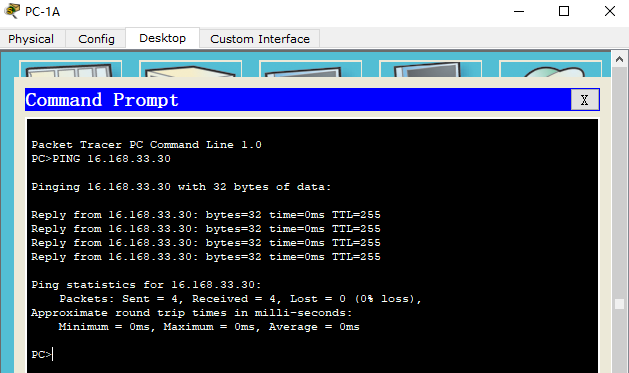 PC-1A
Physical Config Desktop Custom Interface
Command Prompt X
Packet Tracer PC Command Line 1.0
PC>PING 16.168.33.30
Pinging 16.168.33.30 with 32 bytes of data:
Reply from 16.168.33.30: bytes=32 time=0ms TTL=255
Reply from 16.168.33.30: bytes=32 time=0ms TTL=255
Reply from 16.168.33.30: bytes=32 time=0ms TTL=255
Reply from 16.168.33.30: bytes=32 time=0ms TTL=255
Ping statistics for 16.168.33.30:
Packets: Sent = 4, Received = 4, Lost = 0 (0% loss),
Approximate round trip times in milli-seconds:
Minimum = 0ms, Maximum = 0ms, Average = 0ms
PC>